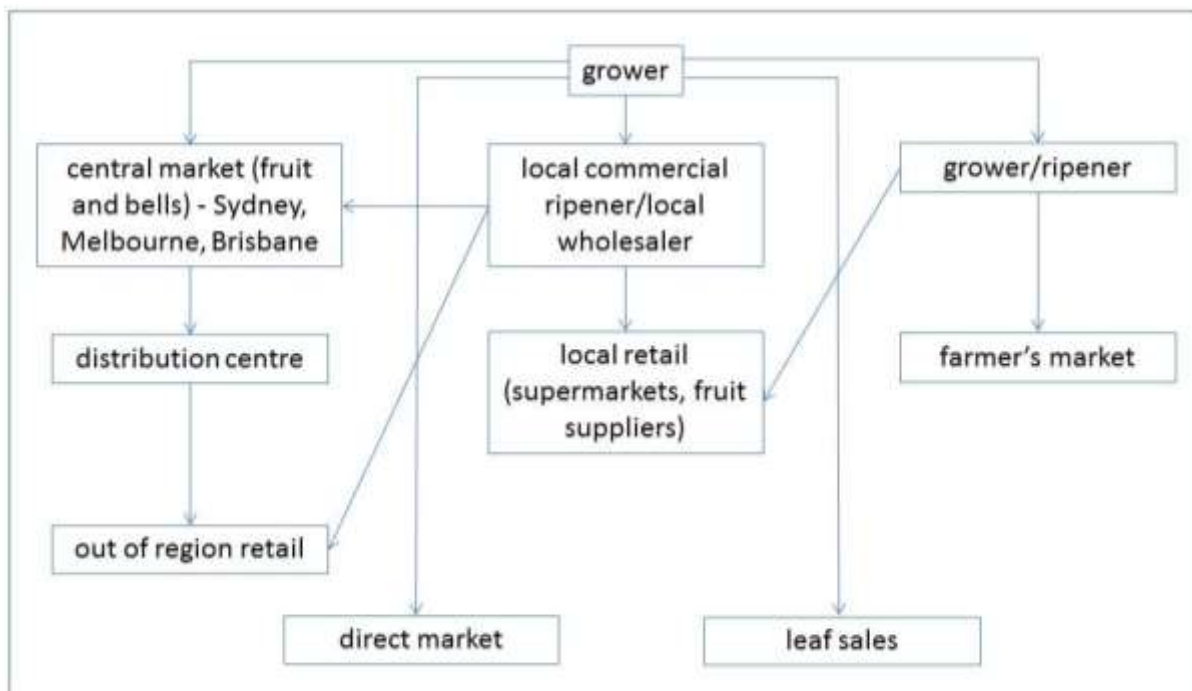 grower
central market (fruit
and bells) - Sydney,
Melbourne, Brisbane
local commercial
ripener/local
wholesaler
grower/ripener
distribution centre
local retail
(supermarkets, fruit
suppliers)
farmer's market
out of region retail
direct market
leaf sales